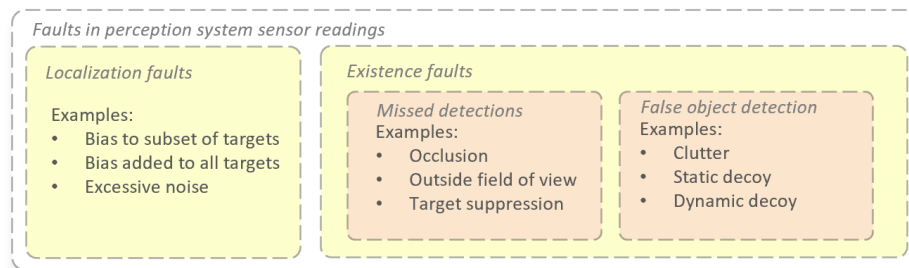 Faults in perception system sensor readings
Localization faults
Examples:
• Bias to subset of targets
• Bias added to all targets
• Excessive noise
Existence faults
Missed detections
Examples:
• Occlusion
• Outside field of view
• Target suppression
False object detection
Examples:
• Clutter
• Static decoy
• Dynamic decoy